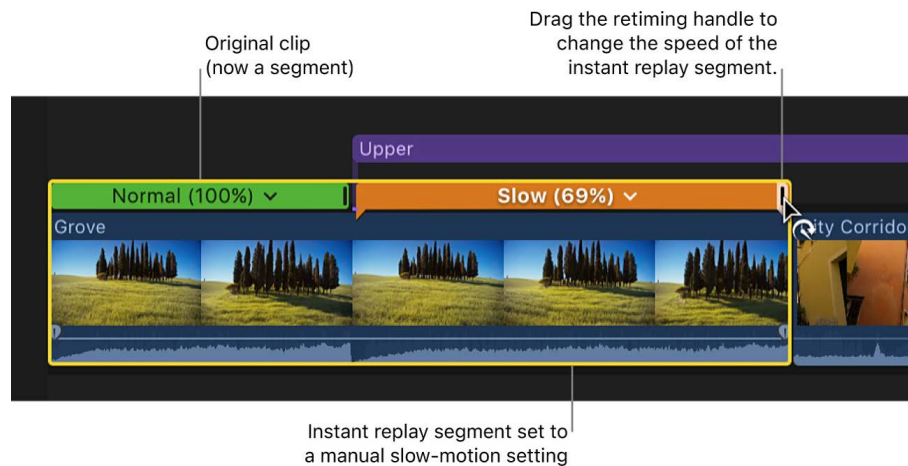 Drag the retiming handle to
change the speed of the
instant replay segment.
Original clip
(now a segment)
Upper
Normal (100%)
Slow (69%)
Grove
ity Corrido
Instant replay segment set to
a manual slow-motion setting